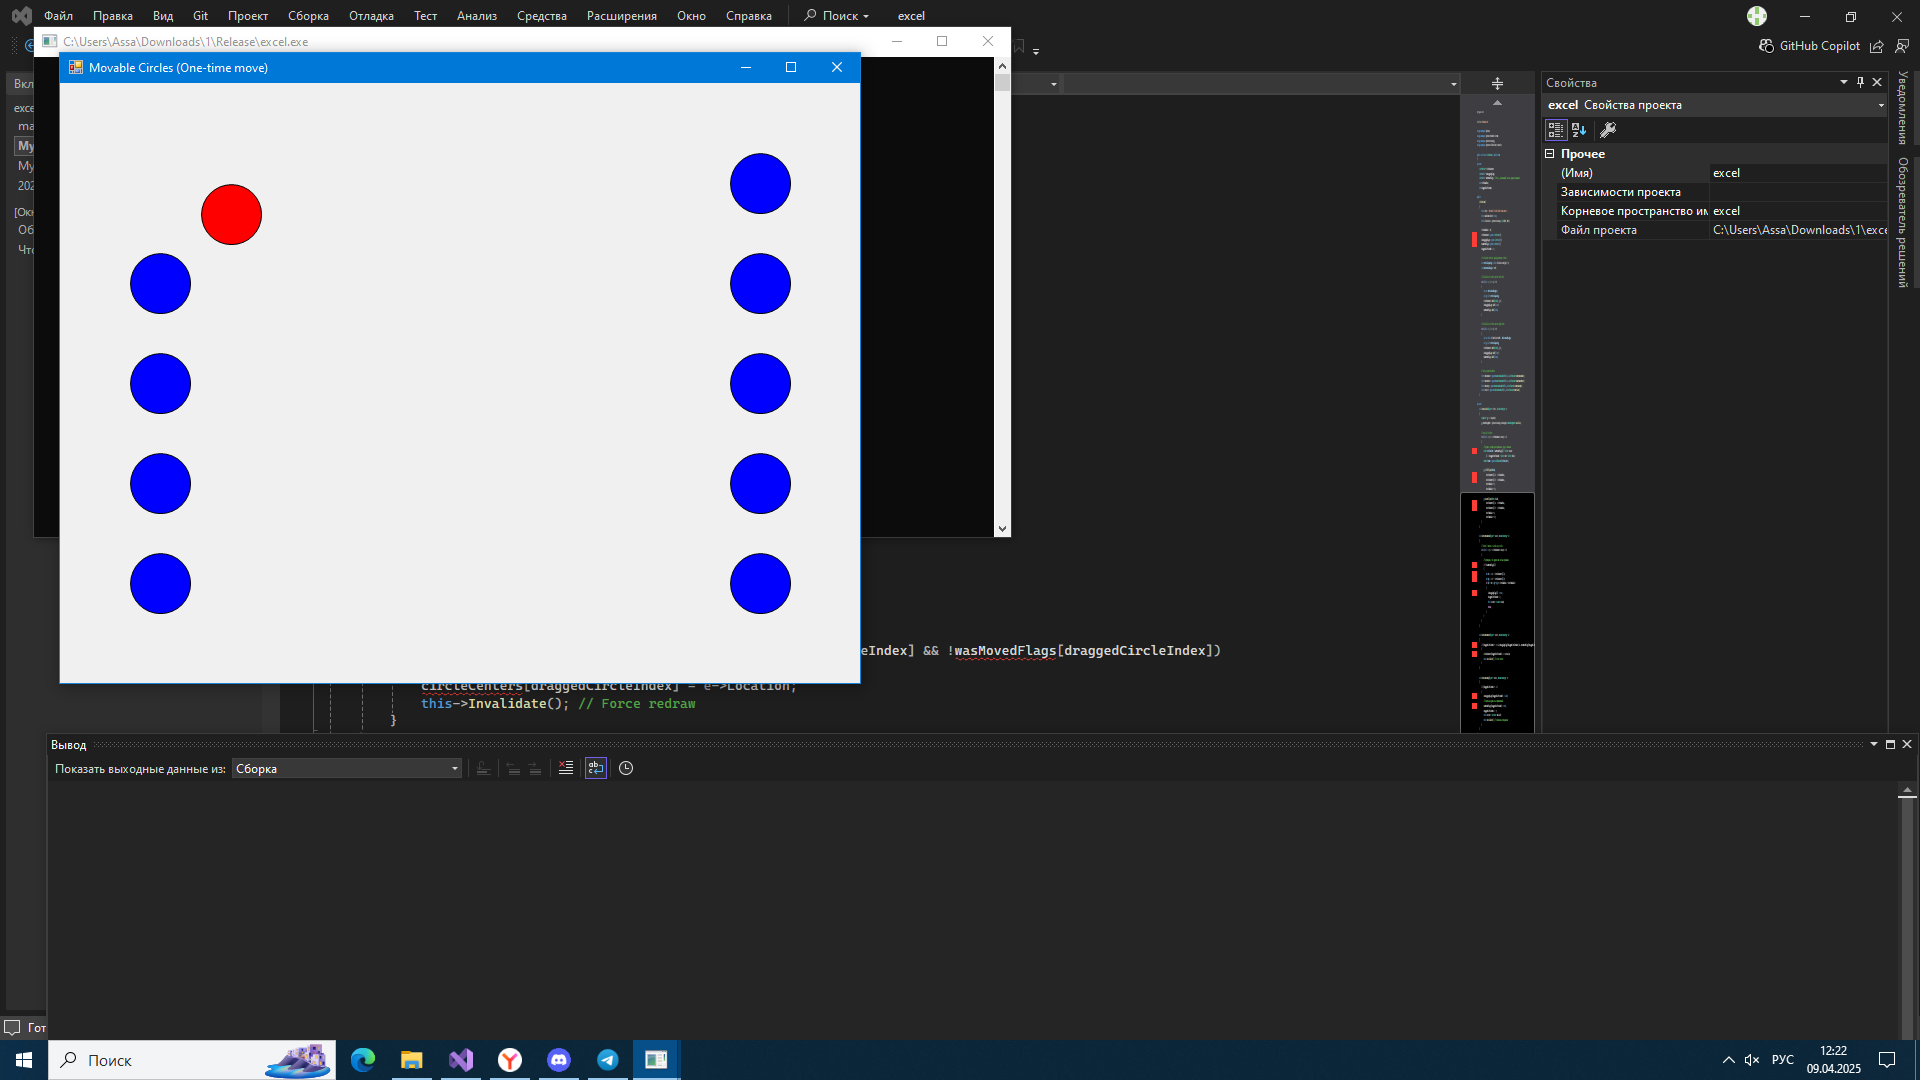 Файл Правка Вид Git Проект Сборка Отладка Тест Анализ Средства Расширения Окно Справка Поиск excel
C:\Users\Assa\Downloads\1\Release\excel.exe
GitHub Copilot
Movable Circles (One-time move)
Вкл
exce
ma
My
My
202
[Окн
Об
Что
eIndex] && !wasMovedFlags[draggedCircleIndex])
circleCenters[draggedCircleIndex] = e->Location;
this->Invalidate(); // Force redraw
}
Свойства
excel Свойства проекта
Прочее
(Имя) excel
Зависимости проекта
Корневое пространство им excel
Файл проекта C:\Users\Assa\Downloads\1\exce
Уведомления
Обозреватель решений
Вывод
Показать выходные данные из: Сборка
Гот
Поиск
РУС
12:22
09.04.2025